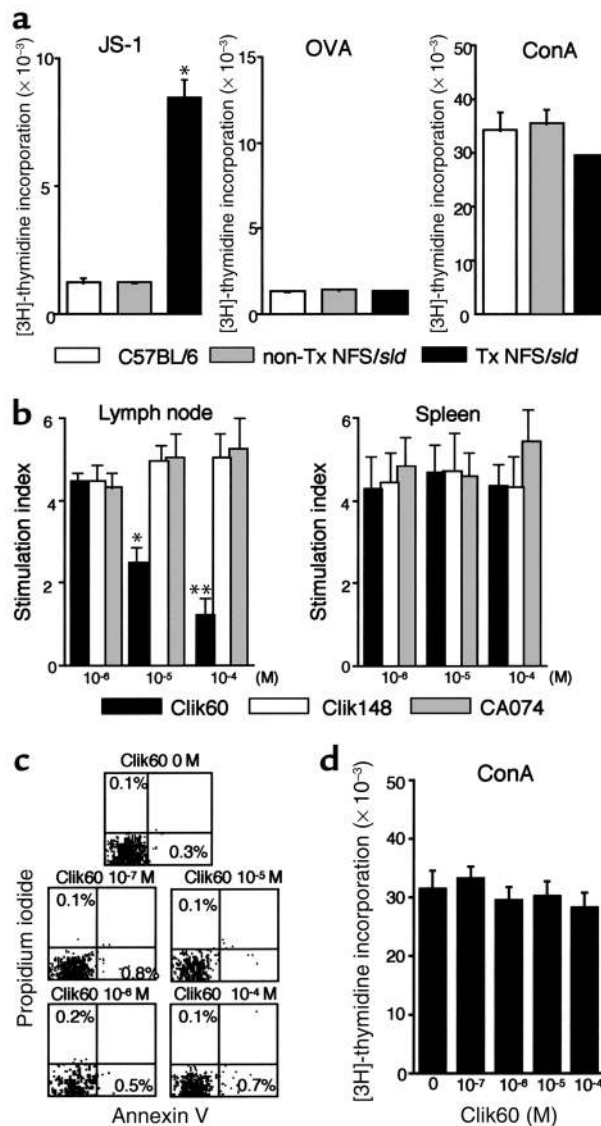 a
JS-1
OVA
ConA
[3H]-thymidine incorporation (× 10⁻³)
10
5
0
*
[3H]-thymidine incorporation (× 10⁻³)
15
10
5
0
[3H]-thymidine incorporation (× 10⁻³)
50
40
30
20
10
0
C57BL/6 non-Tx NFS/sld Tx NFS/sld
b
Lymph node
Stimulation index
6
4
2
0
*
**
10⁻⁶ 10⁻⁵ 10⁻⁴ (M)
Spleen
Stimulation index
6
4
2
0
10⁻⁶ 10⁻⁵ 10⁻⁴ (M)
Clik60 Clik148 CA074
c
Propidium iodide
Clik60 0 M
0.1%
0.3%
Clik60 10⁻⁷ M
0.1%
0.8%
Clik60 10⁻⁵ M
0.1%
Clik60 10⁻⁶ M
0.2%
0.5%
Clik60 10⁻⁴ M
0.1%
0.7%
Annexin V
d
ConA
[3H]-thymidine incorporation (× 10⁻³)
50
40
30
20
10
0
0 10⁻⁷ 10⁻⁶ 10⁻⁵ 10⁻⁴
Clik60 (M)